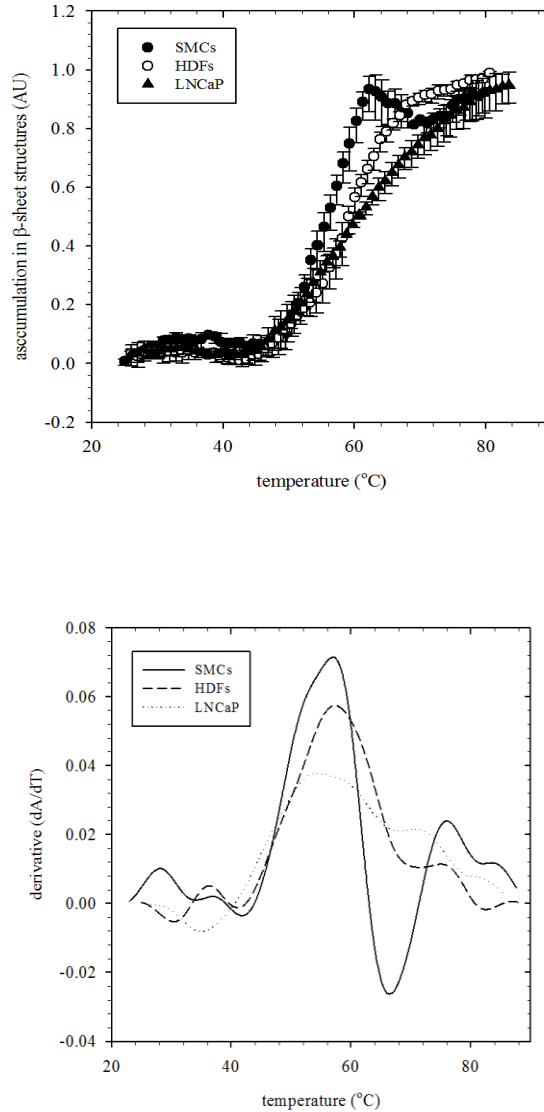 1.2
1.0
0.8
0.6
0.4
0.2
0.0
-0.2
asccumulation in β-sheet structures (AU)
SMCs
HDFs
LNCaP
20 40 60 80
temperature (°C)
0.08
0.06
0.04
0.02
0.00
-0.02
-0.04
derivative (dA/dT)
SMCs
HDFs
LNCaP
20 40 60 80
temperature (°C)